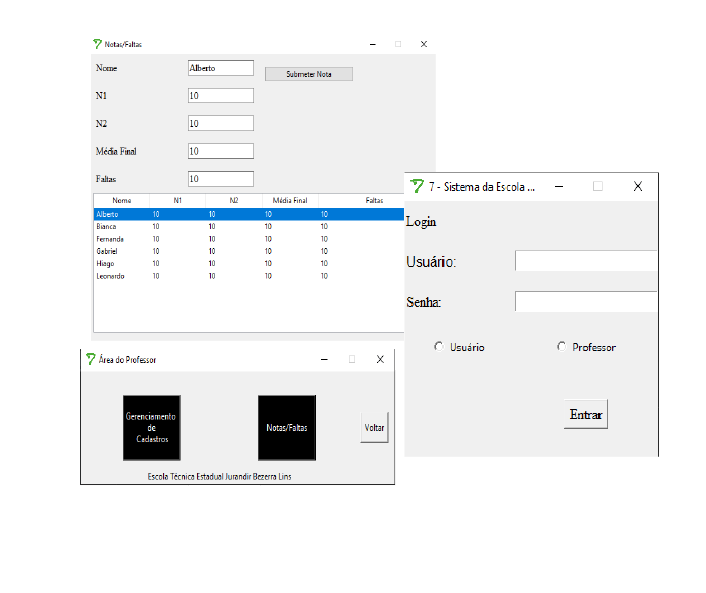 Notas/Faltas
Nome
Alberto
Submeter Nota
N1
10
N2
10
Média Final
10
Faltas
10
Nome N1 N2 Média Final Faltas
Alberto 10 10 10 10
Bianca 10 10 10 10
Fernanda 10 10 10 10
Gabriel 10 10 10 10
Hiago 10 10 10 10
Leonardo 10 10 10 10
7 - Sistema da Escola ...
Login
Usuário:
Senha:
Usuário
Professor
Entrar
Área do Professor
Gerenciamento
de
Cadastros
Notas/Faltas
Voltar
Escola Técnica Estadual Jurandir Bezerra Lins